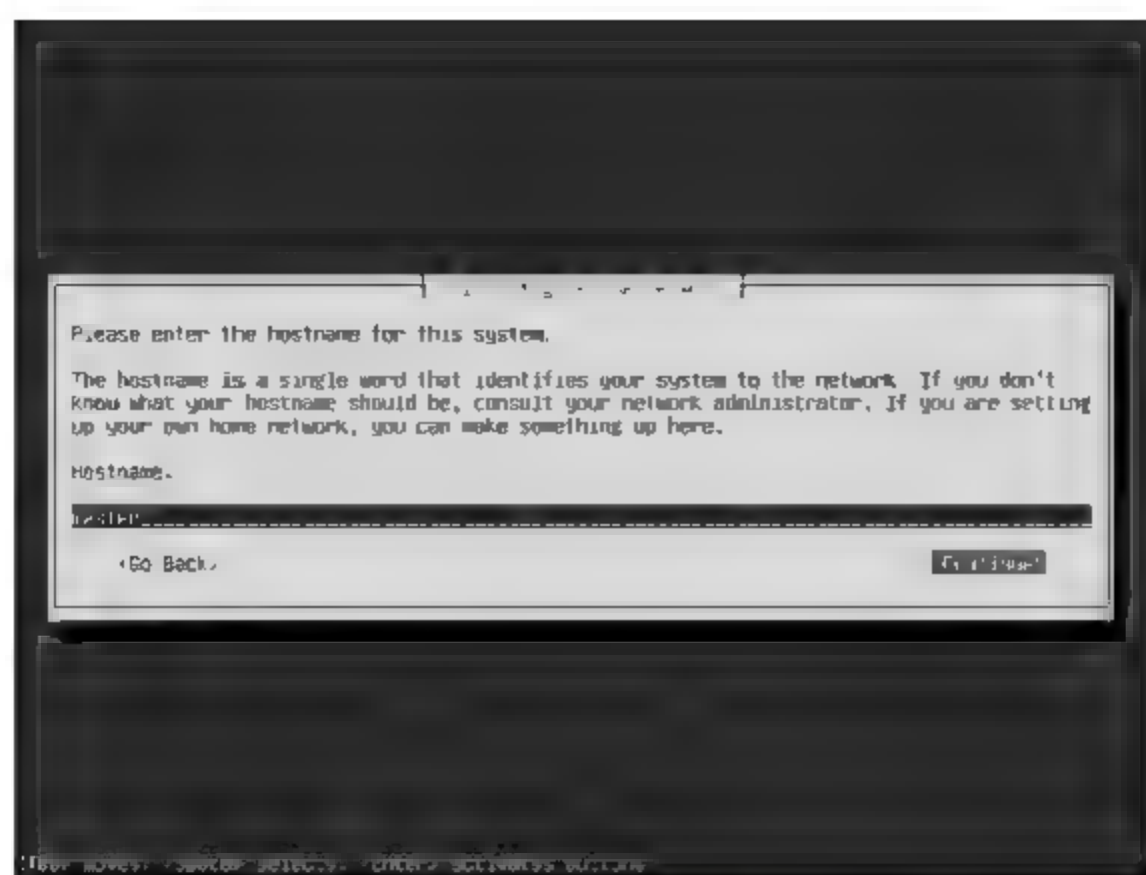 Please enter the hostname for this system.
The hostname is a single word that identifies your system to the network. If you don't
know what your hostname should be, consult your network administrator. If you are setting
up your own home network, you can make something up here.
Hostname:
master
<Go Back>
<Continue>